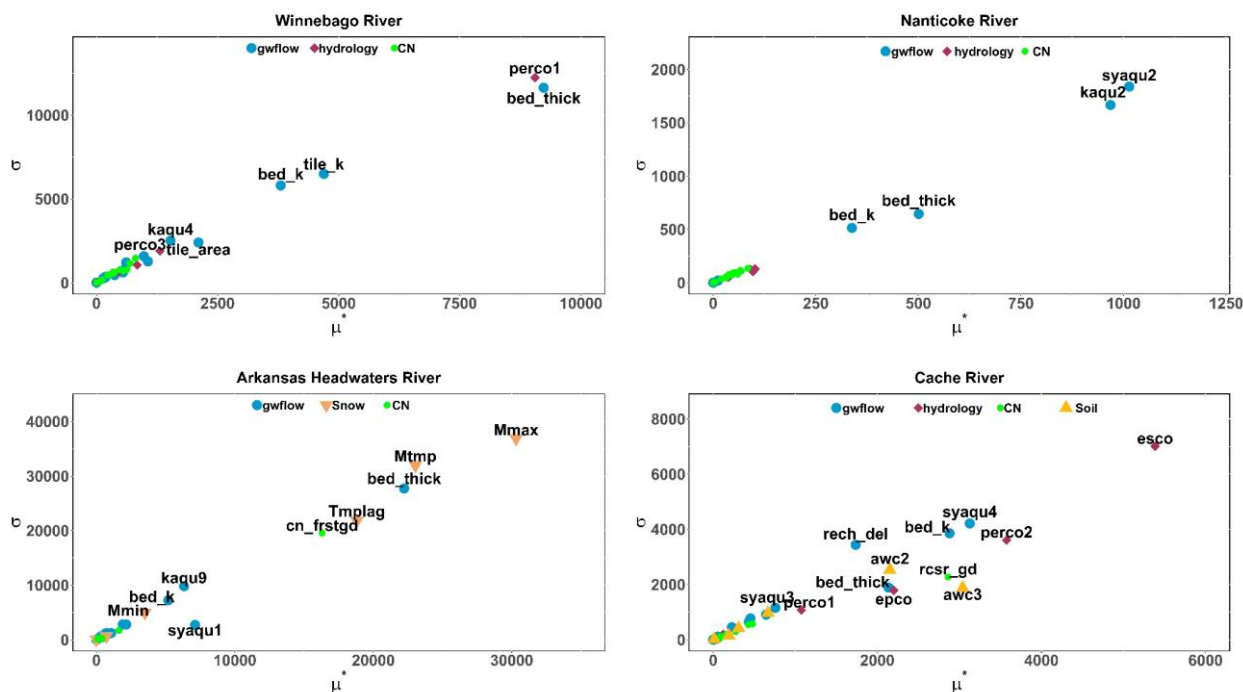 Winnebago River
gwflow hydrology CN
perco1
bed_thick
bed_k tile_k
kaqu4
perco3
tile_area
σ
10000
5000
0
0 2500 5000 7500 10000
μ*
Nanticoke River
gwflow hydrology CN
syaqu2
kaqu2
bed_thick
bed_k
σ
2000
1500
1000
500
0
0 250 500 750 1000 1250
μ*
Arkansas Headwaters River
gwflow Snow CN
Mmax
Mtmp
bed_thick
Tmplag
cn_frstgd
kaqu9
bed_k
Mmin
syaqu1
σ
40000
30000
20000
10000
0
0 10000 20000 30000
μ*
Cache River
gwflow hydrology CN Soil
esco
syaqu4
bed_k
rech_del perco2
awc2
rcsr_gd
bed_thick
epco awc3
syaqu3
perco1
σ
8000
6000
4000
2000
0
0 2000 4000 6000
μ*